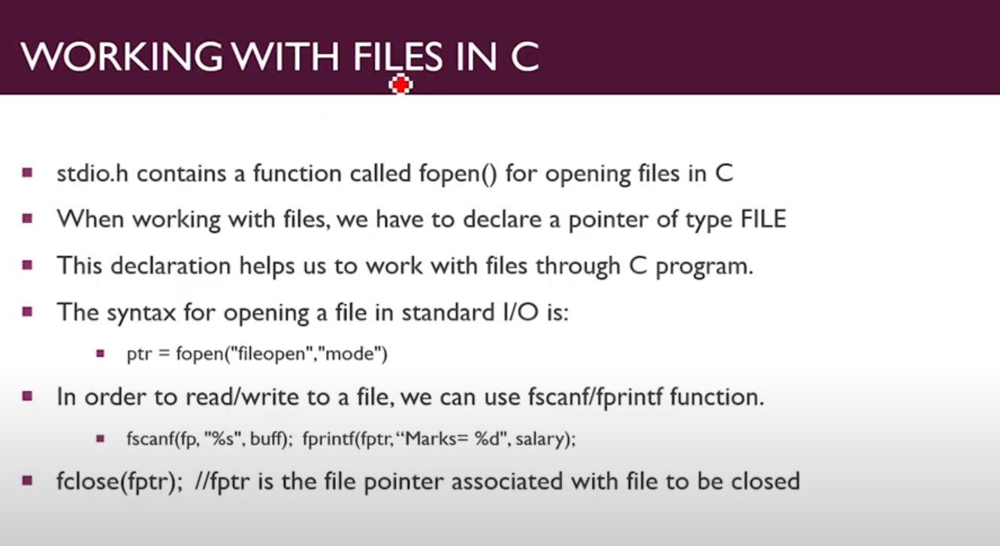 WORKING WITH FILES IN C
stdio.h contains a function called fopen() for opening files in C
When working with files, we have to declare a pointer of type FILE
This declaration helps us to work with files through C program.
The syntax for opening a file in standard I/O is:
ptr = fopen("fileopen","mode")
In order to read/write to a file, we can use fscanf/fprintf function.
fscanf(fp, "%s", buff);  fprintf(fptr,“Marks= %d", salary);
fclose(fptr);  //fptr is the file pointer associated with file to be closed